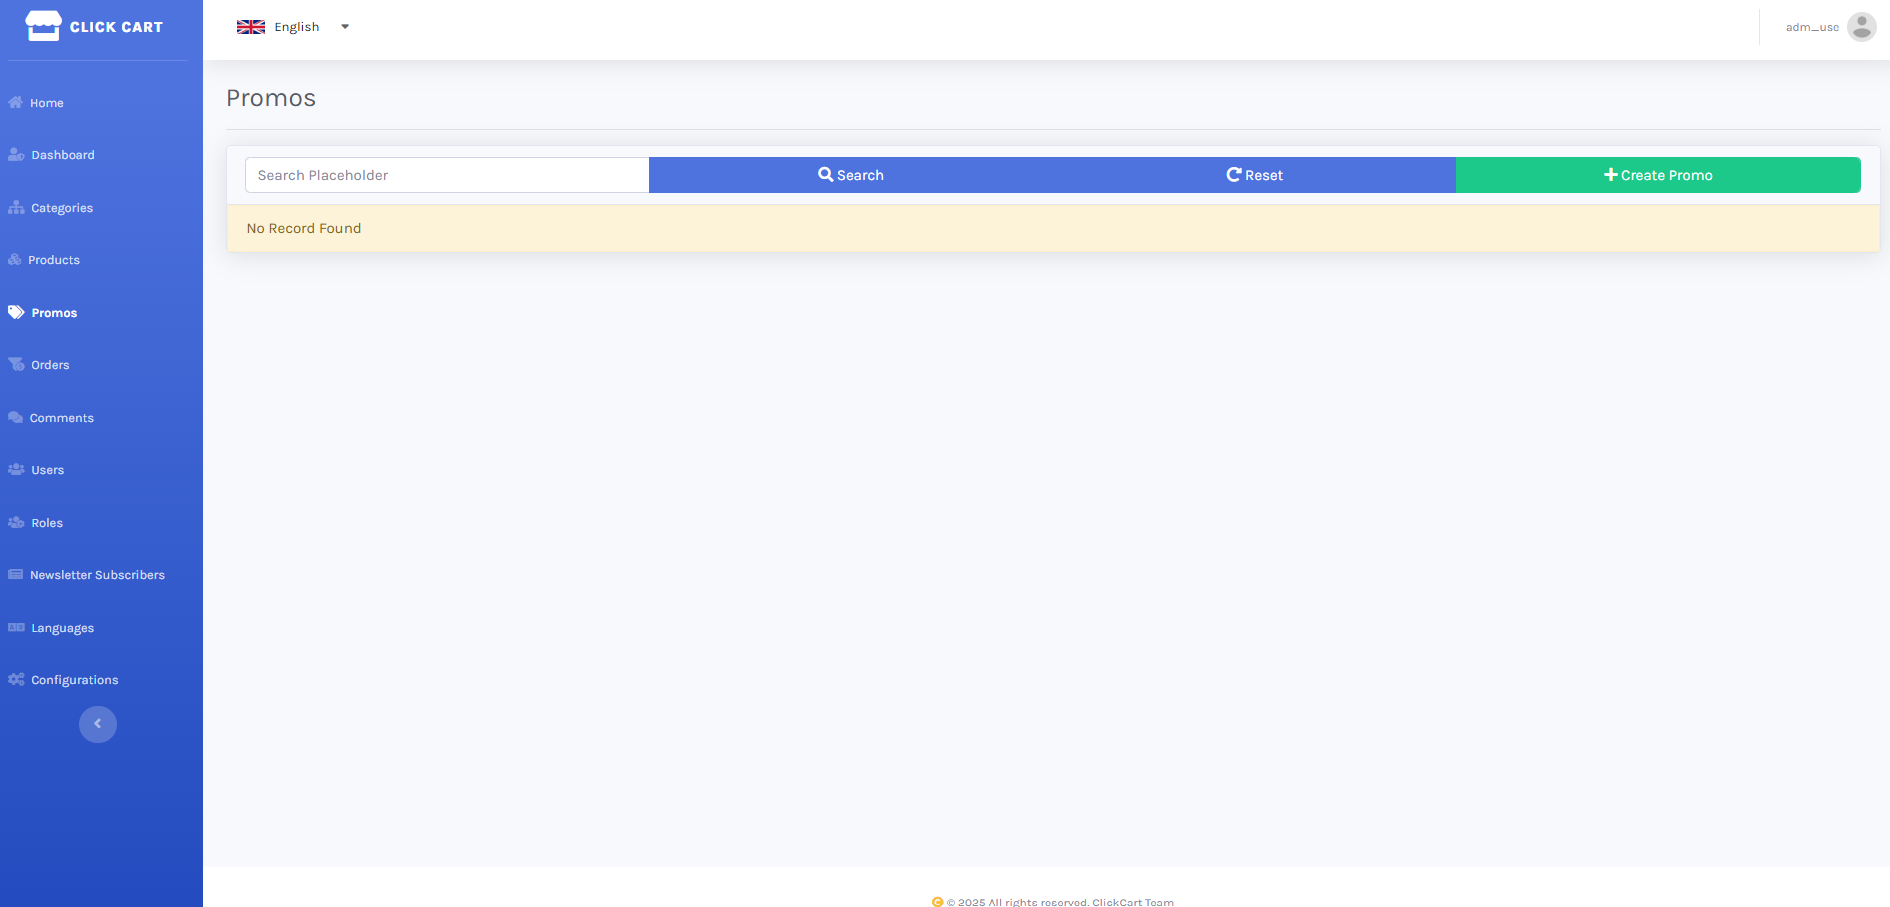 CLICK CART
English
adm_use
Home
Dashboard
Categories
Products
Promos
Orders
Comments
Users
Roles
Newsletter Subscribers
Languages
Configurations
Promos
Search Placeholder
Search
Reset
Create Promo
No Record Found
© 2025 All rights reserved. ClickCart Team